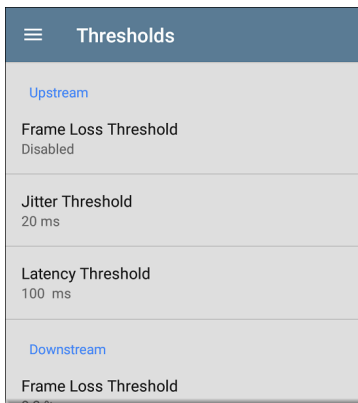 Thresholds
Upstream
Frame Loss Threshold
Disabled
Jitter Threshold
20 ms
Latency Threshold
100 ms
Downstream
Frame Loss Threshold